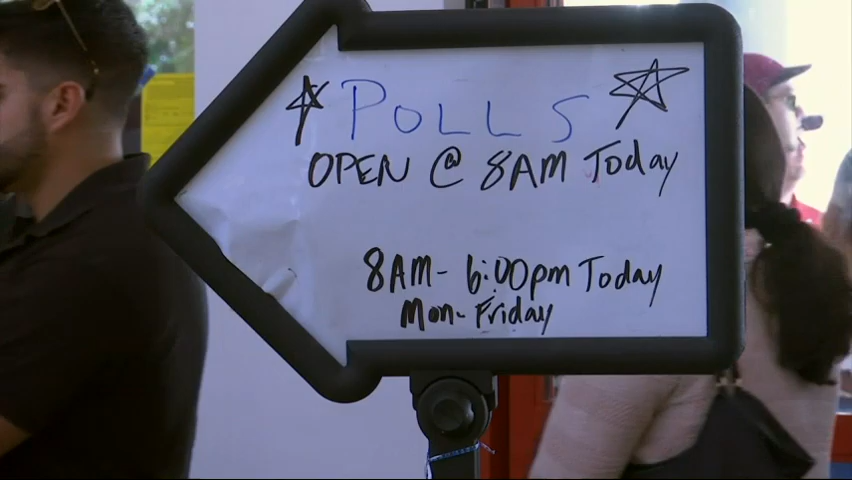 POLLS
OPEN @ 8AM Today
8AM- 6:00pm Today
Mon-Friday